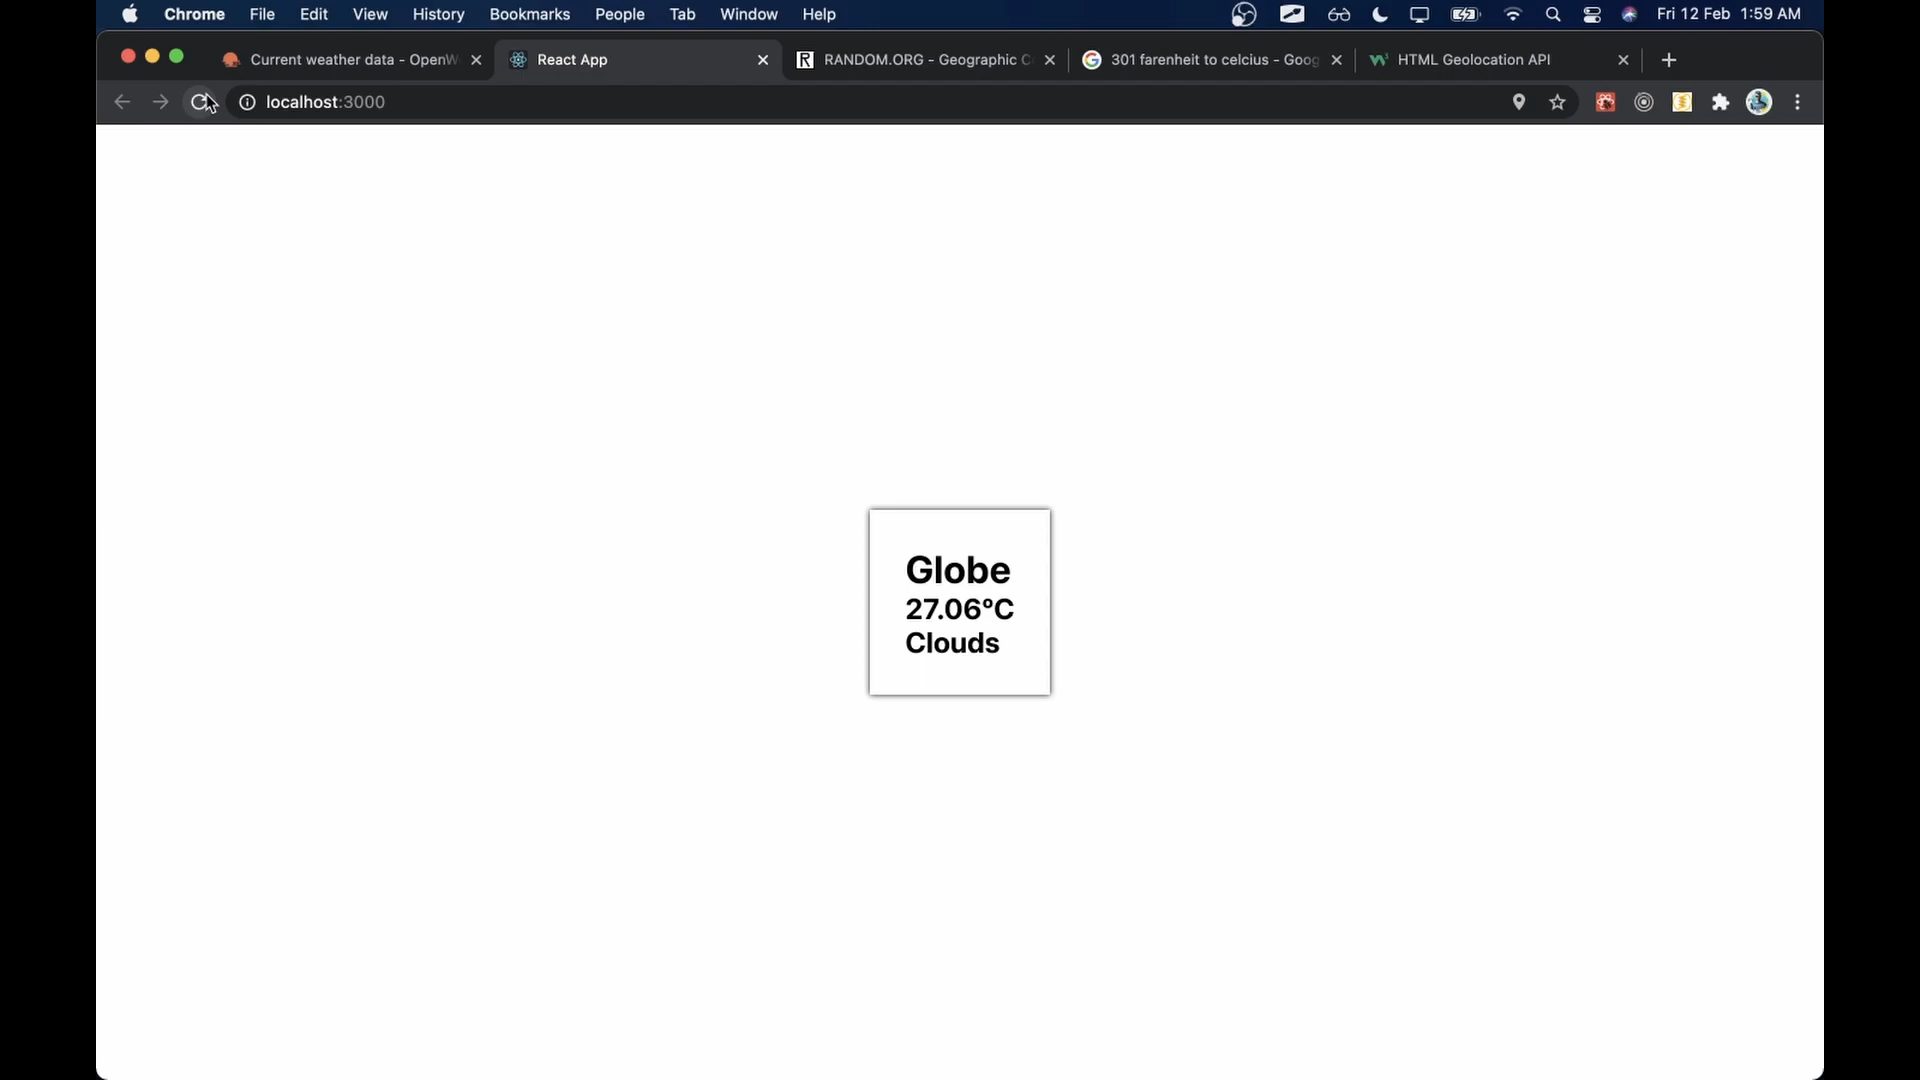 Chrome File Edit View History Bookmarks People Tab Window Help Fri 12 Feb 1:59 AM
Current weather data - OpenW React App RANDOM.ORG - Geographic C 301 farenheit to celcius - Goog HTML Geolocation API
localhost:3000
Globe
27.06°C
Clouds